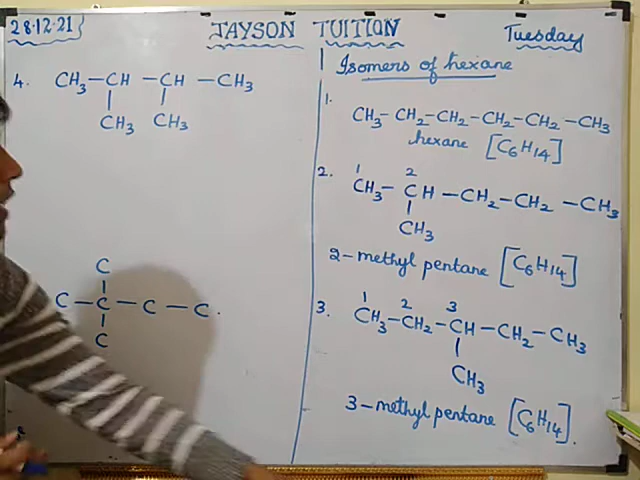 28.12.21
JAYSON TUITION
Tuesday
4. CH₃–CH–CH–CH₃
| |
CH₃ CH₃
C
|
C–C–C–C.
|
C
Isomers of hexane
1. CH₃–CH₂–CH₂–CH₂–CH₂–CH₃
hexane [C₆H₁₄]
1 2
2. CH₃–CH–CH₂–CH₂–CH₃
|
CH₃
2–methyl pentane [C₆H₁₄]
1 2 3
3. CH₃–CH₂–CH–CH₂–CH₃
|
CH₃
3–methyl pentane [C₆H₁₄].